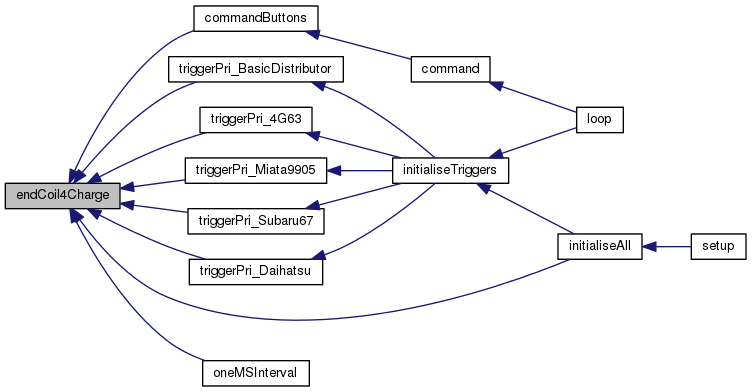 commandButtons
triggerPri_BasicDistributor
command
triggerPri_4G63
loop
triggerPri_Miata9905
initialiseTriggers
endCoil4Charge
triggerPri_Subaru67
initialiseAll
setup
triggerPri_Daihatsu
oneMSInterval